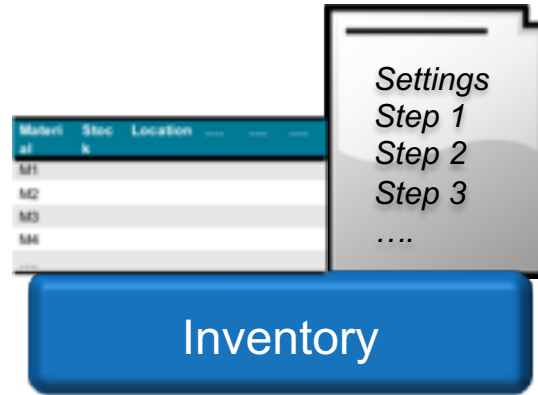 Settings
Step 1
Step 2
Step 3
….
Materi Stoc Location .... .... ....
al k
M1
M2
M3
M4
....
Inventory